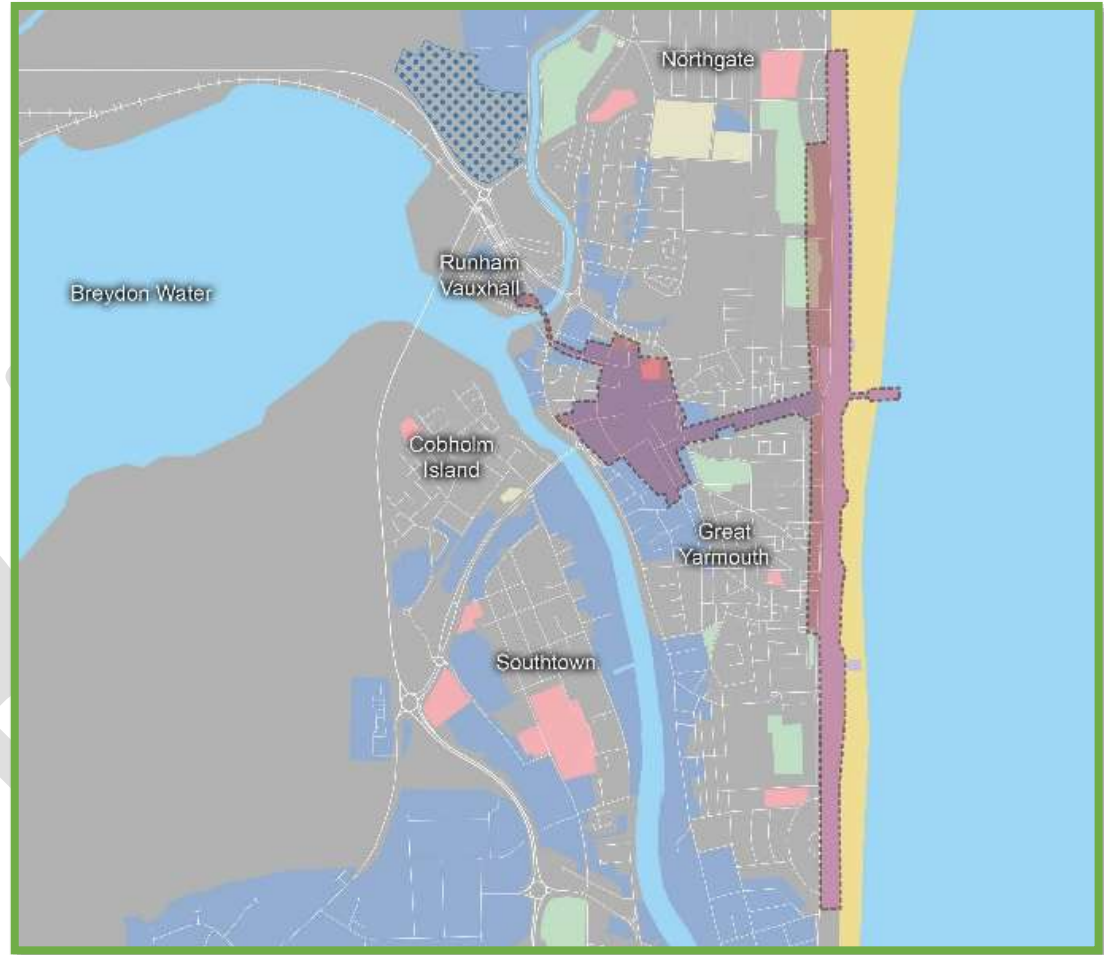 Northgate
Runham
Vauxhall
Breydon Water
Cobholm
Island
Great
Yarmouth
Southtown